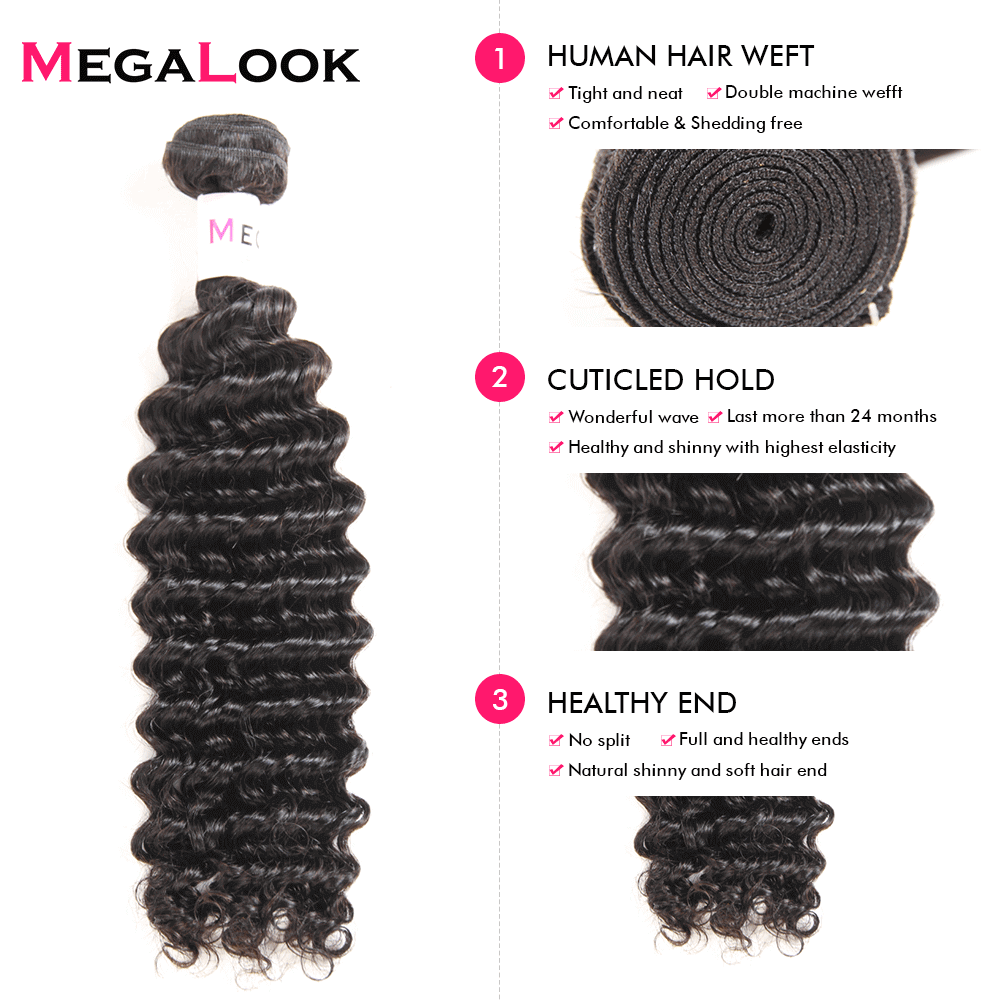 MEGALOOK
MEG
1
HUMAN HAIR WEFT
Tight and neat Double machine wefft
Comfortable & Shedding free
2
CUTICLED HOLD
Wonderful wave Last more than 24 months
Healthy and shinny with highest elasticity
3
HEALTHY END
No split Full and healthy ends
Natural shinny and soft hair end